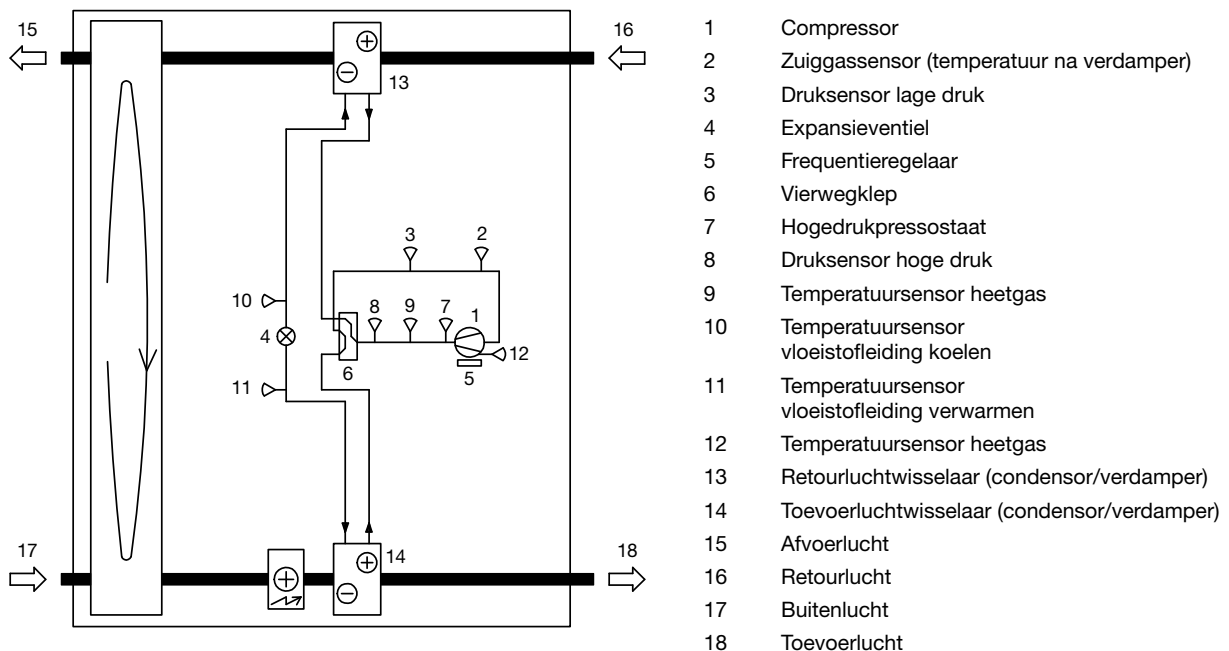 15
16
13
3
2
10
8
9
7
1
4
12
6
5
11
17
14
18
1 Compressor
2 Zuiggassensor (temperatuur na verdamper)
3 Druksensor lage druk
4 Expansieventiel
5 Frequentieregelaar
6 Vierwegklep
7 Hogedrukpressostaat
8 Druksensor hoge druk
9 Temperatuursensor heetgas
10 Temperatuursensor
vloeistofleiding koelen
11 Temperatuursensor
vloeistofleiding verwarmen
12 Temperatuursensor heetgas
13 Retourluchtwisselaar (condensor/verdamper)
14 Toevoerluchtwisselaar (condensor/verdamper)
15 Afvoerlucht
16 Retourlucht
17 Buitenlucht
18 Toevoerlucht